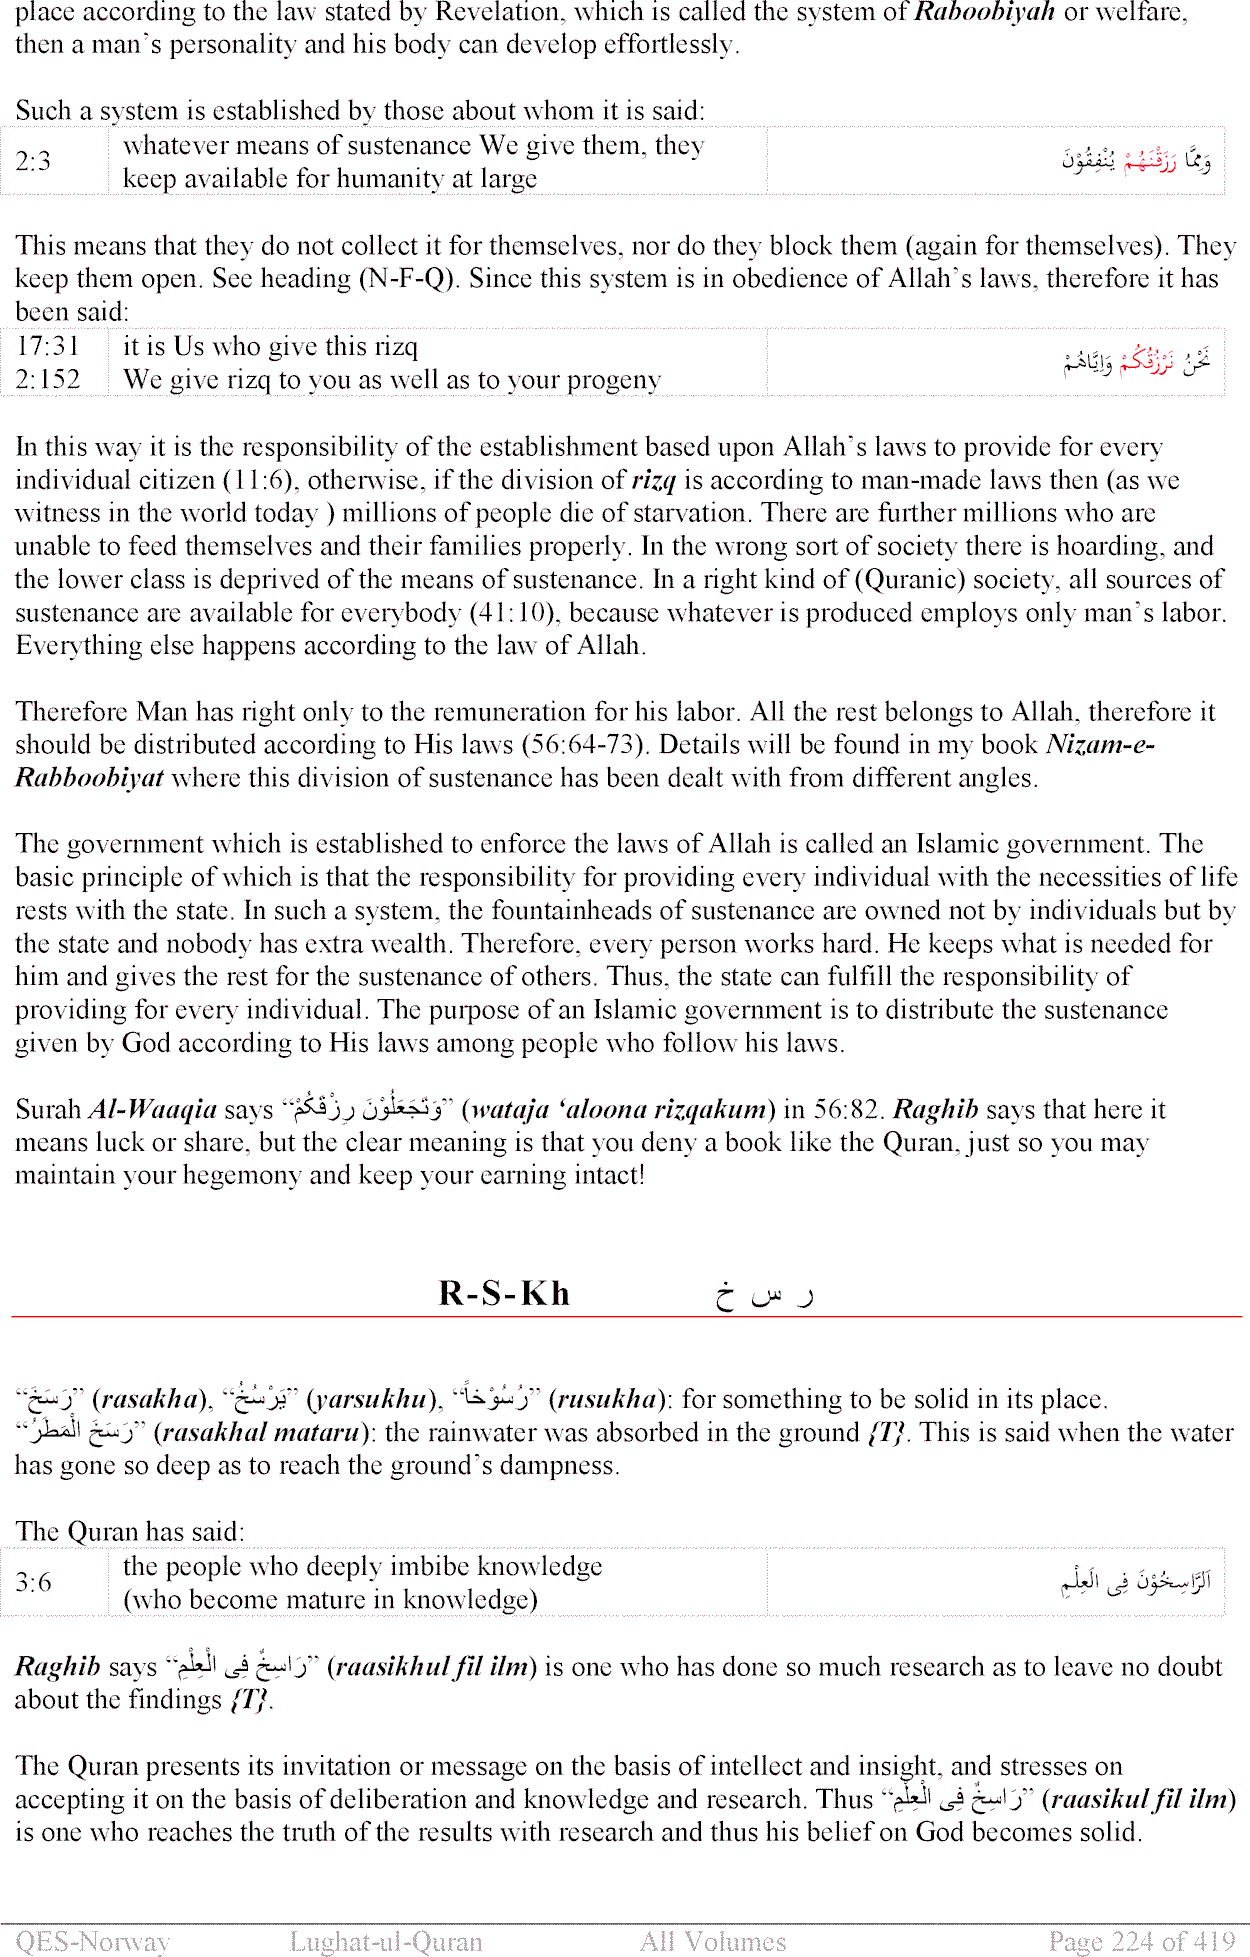 place according to the law stated by Revelation, which is called the system of Raboobiyah or welfare,
then a man's personality and his body can develop effortlessly.
Such a system is established by those about whom it is said:
2:3 whatever means of sustenance We give them, they وَمِمَّا رَزَقْنٰهُمْ يُنْفِقُوْنَ
keep available for humanity at large
This means that they do not collect it for themselves, nor do they block them (again for themselves). They
keep them open. See heading (N-F-Q). Since this system is in obedience of Allah's laws, therefore it has
been said:
17:31 it is Us who give this rizq نَحْنُ نَرْزُقُكُمْ وَاِيَّاهُمْ
2:152 We give rizq to you as well as to your progeny
In this way it is the responsibility of the establishment based upon Allah's laws to provide for every
individual citizen (11:6), otherwise, if the division of rizq is according to man-made laws then (as we
witness in the world today ) millions of people die of starvation. There are further millions who are
unable to feed themselves and their families properly. In the wrong sort of society there is hoarding, and
the lower class is deprived of the means of sustenance. In a right kind of (Quranic) society, all sources of
sustenance are available for everybody (41:10), because whatever is produced employs only man's labor.
Everything else happens according to the law of Allah.
Therefore Man has right only to the remuneration for his labor. All the rest belongs to Allah, therefore it
should be distributed according to His laws (56:64-73). Details will be found in my book Nizam-e-
Rabboobiyat where this division of sustenance has been dealt with from different angles.
The government which is established to enforce the laws of Allah is called an Islamic government. The
basic principle of which is that the responsibility for providing every individual with the necessities of life
rests with the state. In such a system, the fountainheads of sustenance are owned not by individuals but by
the state and nobody has extra wealth. Therefore, every person works hard. He keeps what is needed for
him and gives the rest for the sustenance of others. Thus, the state can fulfill the responsibility of
providing for every individual. The purpose of an Islamic government is to distribute the sustenance
given by God according to His laws among people who follow his laws.
Surah Al-Waaqia says “وَتَجَعَلُوْنَ رِزْقَكُمْ” (wataja ‘aloona rizqakum) in 56:82. Raghib says that here it
means luck or share, but the clear meaning is that you deny a book like the Quran, just so you may
maintain your hegemony and keep your earning intact!
R-S-Kh ر س خ
“رَسَخَ” (rasakha), “يَرْسُخُ” (yarsukhu), “رُسُوْخاً” (rusukha): for something to be solid in its place.
“رَسَخَ الْمَطَرُ” (rasakhal mataru): the rainwater was absorbed in the ground {T}. This is said when the water
has gone so deep as to reach the ground's dampness.
The Quran has said:
3:6 the people who deeply imbibe knowledge اَلرَّاسِخُوْنَ فِى الْعِلْمِ
(who become mature in knowledge)
Raghib says “رَاسِخٌ فِى الْعِلْمِ” (raasikhul fil ilm) is one who has done so much research as to leave no doubt
about the findings {T}.
The Quran presents its invitation or message on the basis of intellect and insight, and stresses on
accepting it on the basis of deliberation and knowledge and research. Thus “رَاسِخٌ فِى الْعِلْمِ” (raasikul fil ilm)
is one who reaches the truth of the results with research and thus his belief on God becomes solid.
QES-Norway Lughat-ul-Quran All Volumes Page 224 of 419